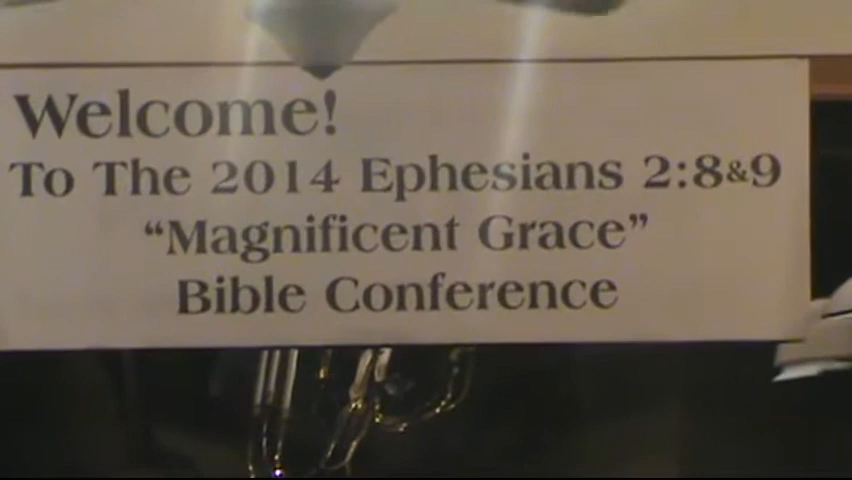 Welcome!
To The 2014 Ephesians 2:8&9
“Magnificent Grace”
Bible Conference